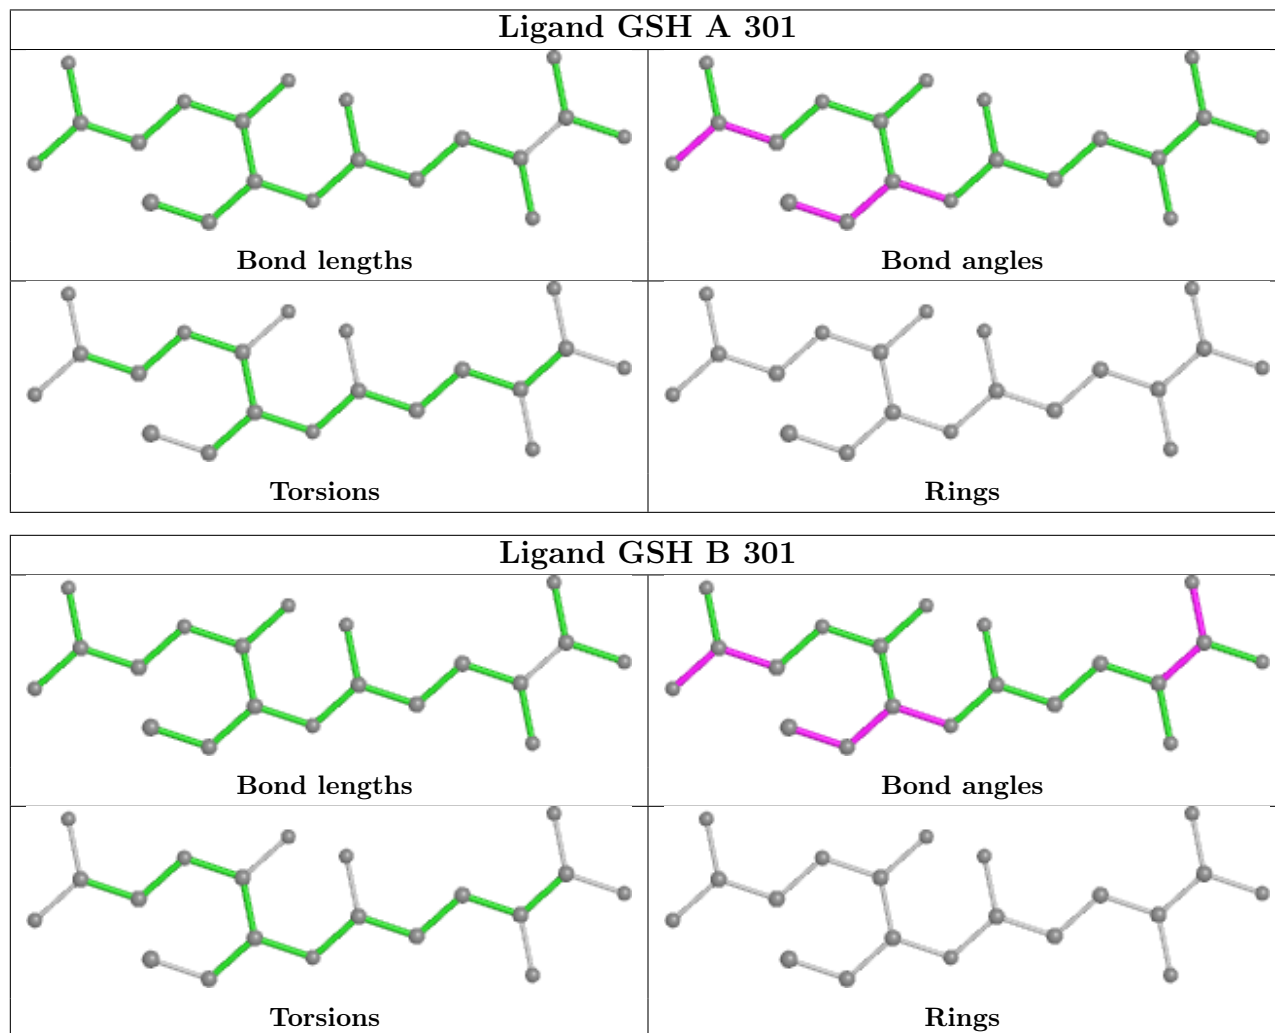 Ligand GSH A 301
Bond lengths
Bond angles
Torsions
Rings
Ligand GSH B 301
Bond lengths
Bond angles
Torsions
Rings